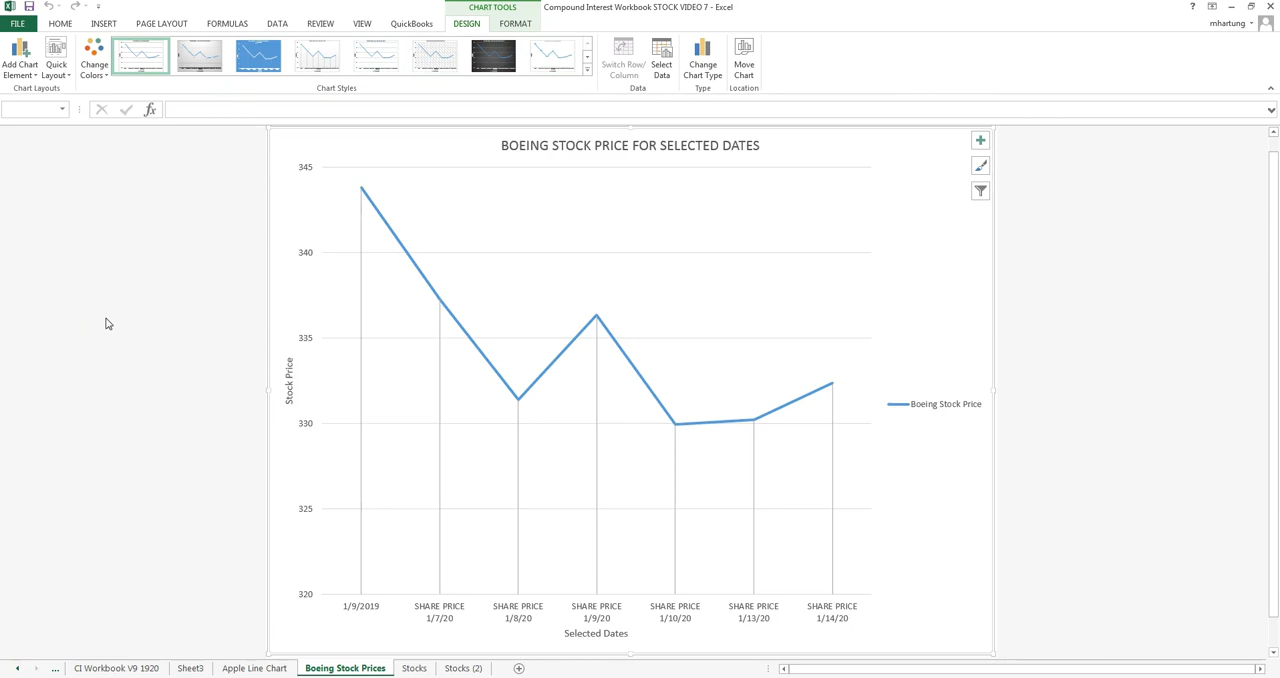 CHART TOOLS
Compound Interest Workbook STOCK VIDEO 7 - Excel
FILE HOME INSERT PAGE LAYOUT FORMULAS DATA REVIEW VIEW QuickBooks DESIGN FORMAT
mhartung
Add Chart Element
Quick Layout
Change Colors
Switch Row/ Column
Select Data
Change Chart Type
Move Chart
Chart Layouts
Chart Styles
Data
Type
Location
fx
BOEING STOCK PRICE FOR SELECTED DATES
345
340
335
330
325
320
Stock Price
Boeing Stock Price
1/9/2019
SHARE PRICE 1/7/20
SHARE PRICE 1/8/20
SHARE PRICE 1/9/20
SHARE PRICE 1/10/20
SHARE PRICE 1/13/20
SHARE PRICE 1/14/20
Selected Dates
... CI Workbook V9 1920 Sheet3 Apple Line Chart Boeing Stock Prices Stocks Stocks (2)